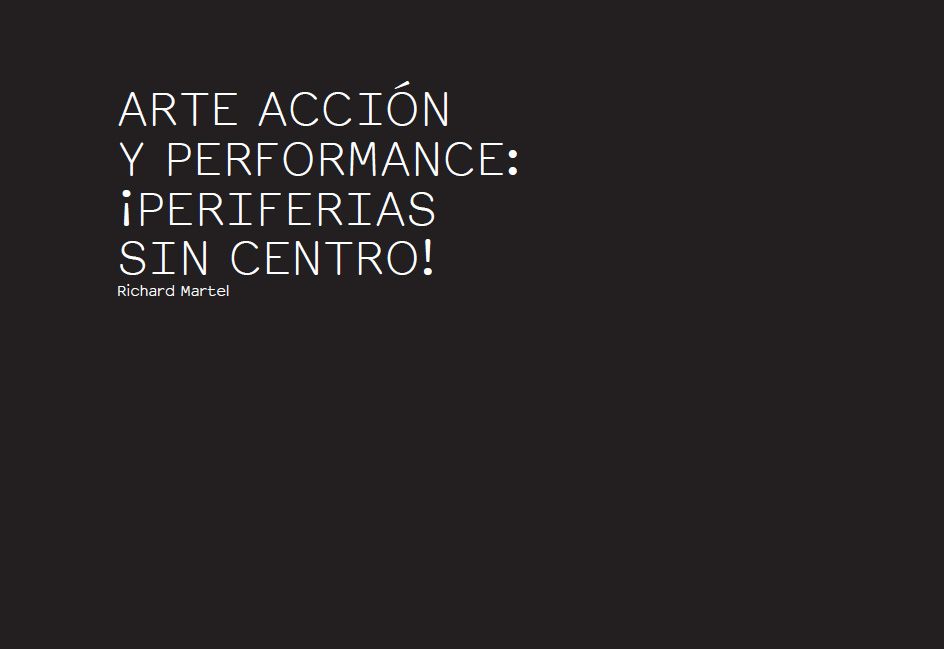 ARTE ACCIÓN
Y PERFORMANCE:
¡PERIFERIAS
SIN CENTRO!
Richard Martel